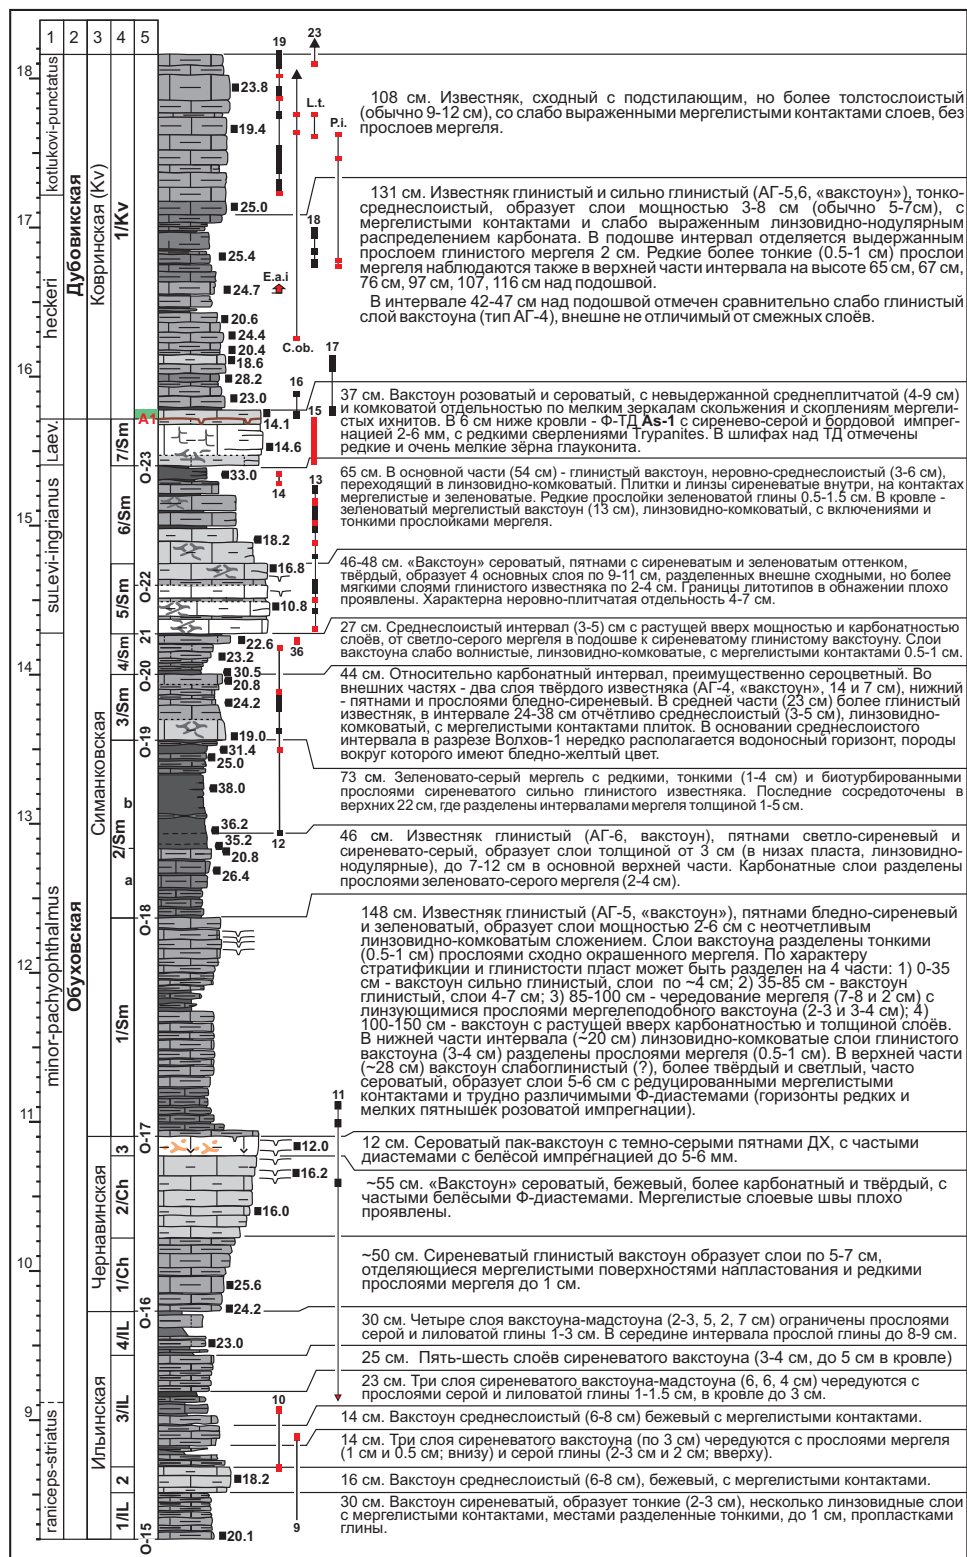 1 2 3 4 5
19
23
18
17
16
15
14
13
12
11
10
9
kotlukovi-punctatus
heckeri
Laev.
suLevi-ingrianus
minor-pachyophthalmus
raniceps-striatus
Дубовикская
Обуховская
Ковринская (Kv)
Симанковская
Чернавинская
Ильинская
1/Kv
7/Sm
6/Sm
5/Sm
4/Sm
3/Sm
b
2/Sm
a
1/Sm
3
2/Ch
1/Ch
4/IL
3/IL
2
1/IL
A1
O-23
O-22
21
O-20
O-19
O-18
O-17
O-16
O-15
23.8
19.4
25.0
25.4
24.7
20.6
24.4
20.4
18.6
28.2
23.0
14.1
14.6
33.0
18.2
16.8
10.8
22.6
23.2
30.5
20.8
24.2
19.0
31.4
25.0
38.0
36.2
35.2
20.8
26.4
12.0
16.2
16.0
25.6
24.2
23.0
18.2
20.1
L.t.
P.i.
18
E.a.i
C.ob.
17
16
15
14
13
36
12
11
10
9
108 см. Известняк, сходный с подстилающим, но более толстослоистый
(обычно 9-12 см), со слабо выраженными мергелистыми контактами слоев, без
прослоев мергеля.
131 см. Известняк глинистый и сильно глинистый (АГ-5,6, «вакстоун»), тонко-
среднеслоистый, образует слои мощностью 3-8 см (обычно 5-7см), с
мергелистыми контактами и слабо выраженным линзовидно-нодулярным
распределением карбоната. В подошве интервал отделяется выдержанным
прослоем глинистого мергеля 2 см. Редкие более тонкие (0.5-1 см) прослои
мергеля наблюдаются также в верхней части интервала на высоте 65 см, 67 см,
76 см, 97 см, 107, 116 см над подошвой.
В интервале 42-47 см над подошвой отмечен сравнительно слабо глинистый
слой вакстоуна (тип АГ-4), внешне не отличимый от смежных слоёв.
37 см. Вакстоун розоватый и сероватый, с невыдержанной среднеплитчатой (4-9 см)
и комковатой отдельностью по мелким зеркалам скольжения и скоплениям мергели-
стых ихнитов. В 6 см ниже кровли - Ф-ТД As-1 с сиренево-серой и бордовой импрег-
нацией 2-6 мм, с редкими сверлениями Trypanites. В шлифах над ТД отмечены
редкие и очень мелкие зёрна глауконита.
65 см. В основной части (54 см) - глинистый вакстоун, неровно-среднеслоистый (3-6 см),
переходящий в линзовидно-комковатый. Плитки и линзы сиреневатые внутри, на контактах
мергелистые и зеленоватые. Редкие прослойки зеленоватой глины 0.5-1.5 см. В кровле -
зеленоватый мергелистый вакстоун (13 см), линзовидно-комковатый, с включениями и
тонкими прослойками мергеля.
46-48 см. «Вакстоун» сероватый, пятнами с сиреневатым и зеленоватым оттенком,
твёрдый, образует 4 основных слоя по 9-11 см, разделенных внешне сходными, но более
мягкими слоями глинистого известняка по 2-4 см. Границы литотипов в обнажении плохо
проявлены. Характерна неровно-плитчатая отдельность 4-7 см.
27 см. Среднеслоистый интервал (3-5) см с растущей вверх мощностью и карбонатностью
слоёв, от светло-серого мергеля в подошве к сиреневатому глинистому вакстоуну. Слои
вакстоуна слабо волнистые, линзовидно-комковатые, с мергелистыми контактами 0.5-1 см.
44 см. Относительно карбонатный интервал, преимущественно сероцветный. Во
внешних частях - два слоя твёрдого известняка (АГ-4, «вакстоун», 14 и 7 см), нижний
- пятнами и прослоями бледно-сиреневый. В средней части (23 см) более глинистый
известняк, в интервале 24-38 см отчётливо среднеслоистый (3-5 см), линзовидно-
комковатый, с мергелистыми контактами плиток. В основании среднеслоистого
интервала в разрезе Волхов-1 нередко располагается водоносный горизонт, породы
вокруг которого имеют бледно-желтый цвет.
73 см. Зеленовато-серый мергель с редкими, тонкими (1-4 см) и биотурбированными
прослоями сиреневатого сильно глинистого известняка. Последние сосредоточены в
верхних 22 см, где разделены интервалами мергеля толщиной 1-5 см.
46 см. Известняк глинистый (АГ-6, вакстоун), пятнами светло-сиреневый и
сиреневато-серый, образует слои толщиной от 3 см (в низах пласта, линзовидно-
нодулярные), до 7-12 см в основной верхней части. Карбонатные слои разделены
прослоями зеленовато-серого мергеля (2-4 см).
148 см. Известняк глинистый (АГ-5, «вакстоун»), пятнами бледно-сиреневый
и зеленоватый, образует слои мощностью 2-6 см с неотчетливым
линзовидно-комковатым сложением. Слои вакстоуна разделены тонкими
(0.5-1 см) прослоями сходно окрашенного мергеля. По характеру
стратификации и глинистости пласт может быть разделен на 4 части: 1) 0-35
см - вакстоун сильно глинистый, слои по ~4 см; 2) 35-85 см - вакстоун
глинистый, слои 4-7 см; 3) 85-100 см - чередование мергеля (7-8 и 2 см) с
линзующимися прослоями мергелеподобного вакстоуна (2-3 и 3-4 см); 4)
100-150 см - вакстоун с растущей вверх карбонатностью и толщиной слоёв.
В нижней части интервала (~20 см) линзовидно-комковатые слои глинистого
вакстоуна (3-4 см) разделены прослоями мергеля (0.5-1 см). В верхней части
(~28 см) вакстоун слабоглинистый (?), более твёрдый и светлый, часто
сероватый, образует слои 5-6 см с редуцированными мергелистыми
контактами и трудно различимыми Ф-диастемами (горизонты редких и
мелких пятнышек розоватой импрегнации).
12 см. Сероватый пак-вакстоун с темно-серыми пятнами ДХ, с частыми
диастемами с белёсой импрегнацией до 5-6 мм.
~55 см. «Вакстоун» сероватый, бежевый, более карбонатный и твёрдый, с
частыми белёсыми Ф-диастемами. Мергелистые слоевые швы плохо
проявлены.
~50 см. Сиреневатый глинистый вакстоун образует слои по 5-7 см,
отделяющиеся мергелистыми поверхностями напластования и редкими
прослоями мергеля до 1 см.
30 см. Четыре слоя вакстоуна-мадстоуна (2-3, 5, 2, 7 см) ограничены прослоями
серой и лиловатой глины 1-3 см. В середине интервала прослой глины до 8-9 см.
25 см. Пять-шесть слоёв сиреневатого вакстоуна (3-4 см, до 5 см в кровле)
23 см. Три слоя сиреневатого вакстоуна-мадстоуна (6, 6, 4 см) чередуются с
прослоями серой и лиловатой глины 1-1.5 см, в кровле до 3 см.
14 см. Вакстоун среднеслоистый (6-8 см) бежевый с мергелистыми контактами.
14 см. Три слоя сиреневатого вакстоуна (по 3 см) чередуются с прослоями мергеля
(1 см и 0.5 см; внизу) и серой глины (2-3 см и 2 см; вверху).
16 см. Вакстоун среднеслоистый (6-8 см), бежевый, с мергелистыми контактами.
30 см. Вакстоун сиреневатый, образует тонкие (2-3 см), несколько линзовидные слои
с мергелистыми контактами, местами разделенные тонкими, до 1 см, пропластками
глины.